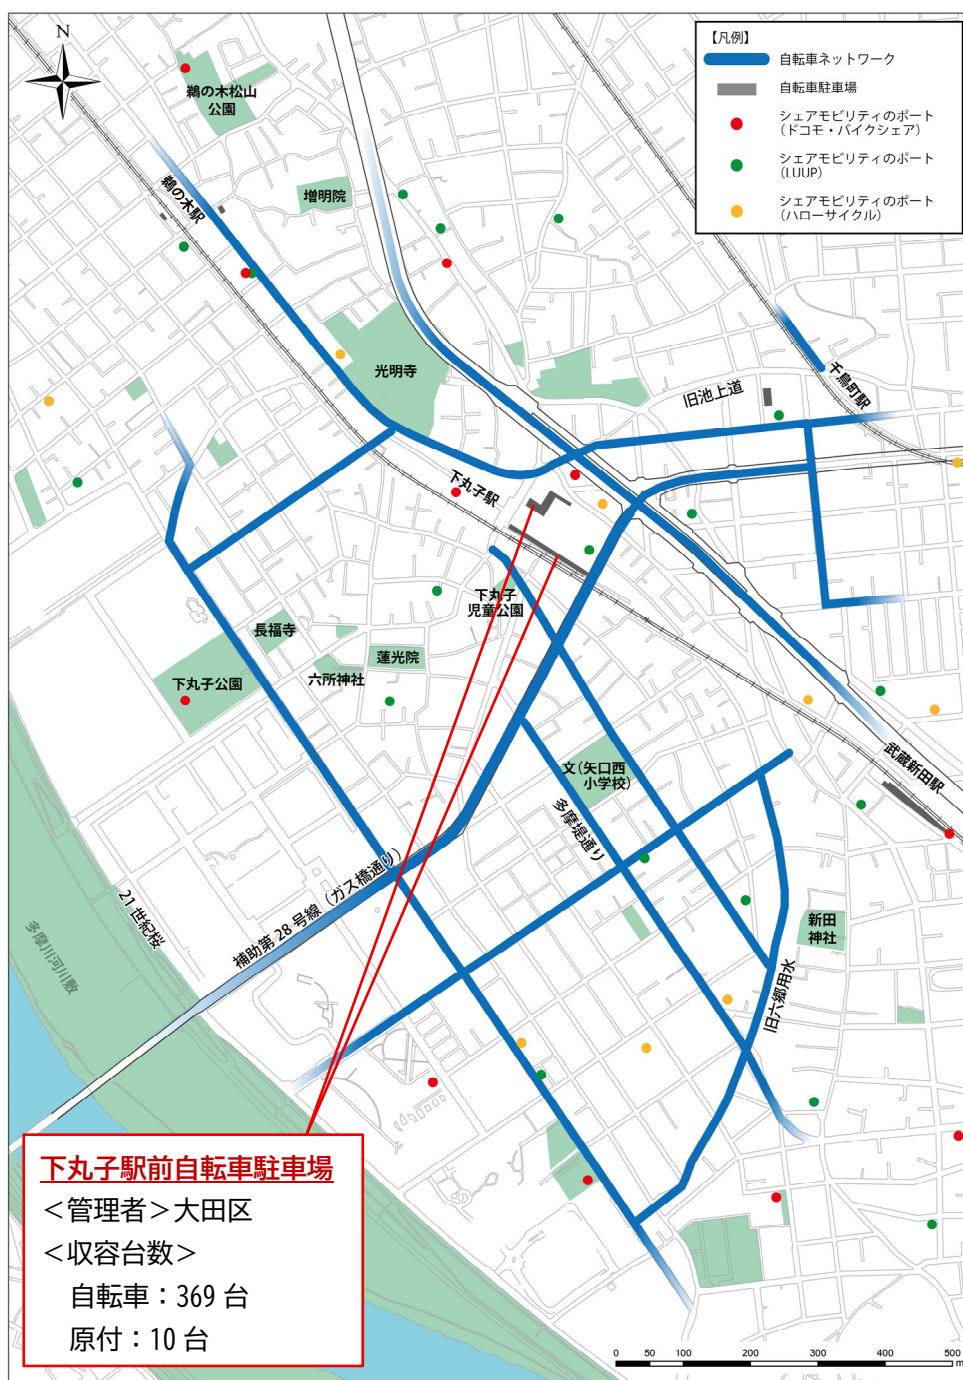 N
【凡例】
自転車ネットワーク
自転車駐車場
シェアモビリティのポート
（ドコモ・バイクシェア）
シェアモビリティのポート
（LUUP）
シェアモビリティのポート
（ハローサイクル）
鵜の木松山
公園
増明院
鵜の木駅
光明寺
旧池上道
千鳥町駅
下丸子駅
下丸子
児童公園
長福寺
蓮光院
六所神社
下丸子公園
武蔵新田駅
文（矢口西
小学校）
多摩堤通り
補助第28号線（ガス橋通り）
21世紀桜
多摩川河川敷
新田
神社
旧六郷用水
下丸子駅前自転車駐車場
＜管理者＞大田区
＜収容台数＞
自転車：369台
原付：10台
0 50 100 200 300 400 500
m